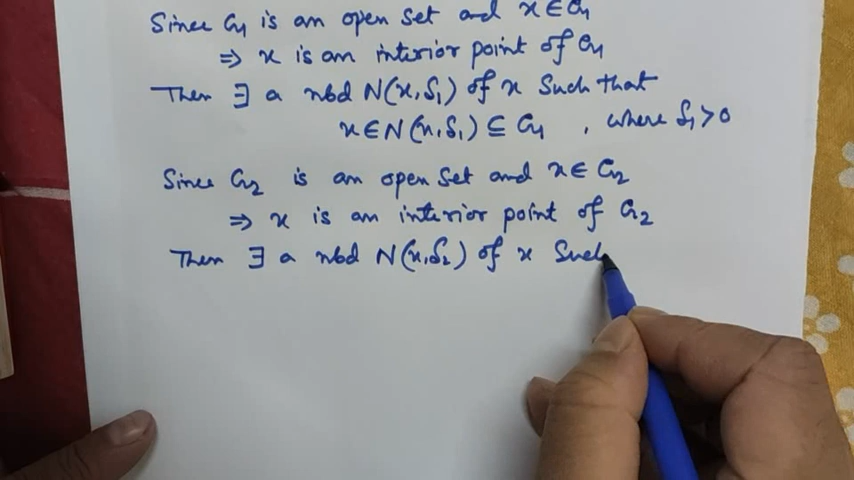 Since G₁ is an open set and x∈G₁
⇒ x is an interior point of G₁
Then ∃ a nbd N(x,δ₁) of x Such that
x∈N(x,δ₁) ⊆ G₁ , where δ₁>0
Since G₂ is an open set and x∈G₂
⇒ x is an interior point of G₂
Then ∃ a nbd N(x,δ₂) of x Such